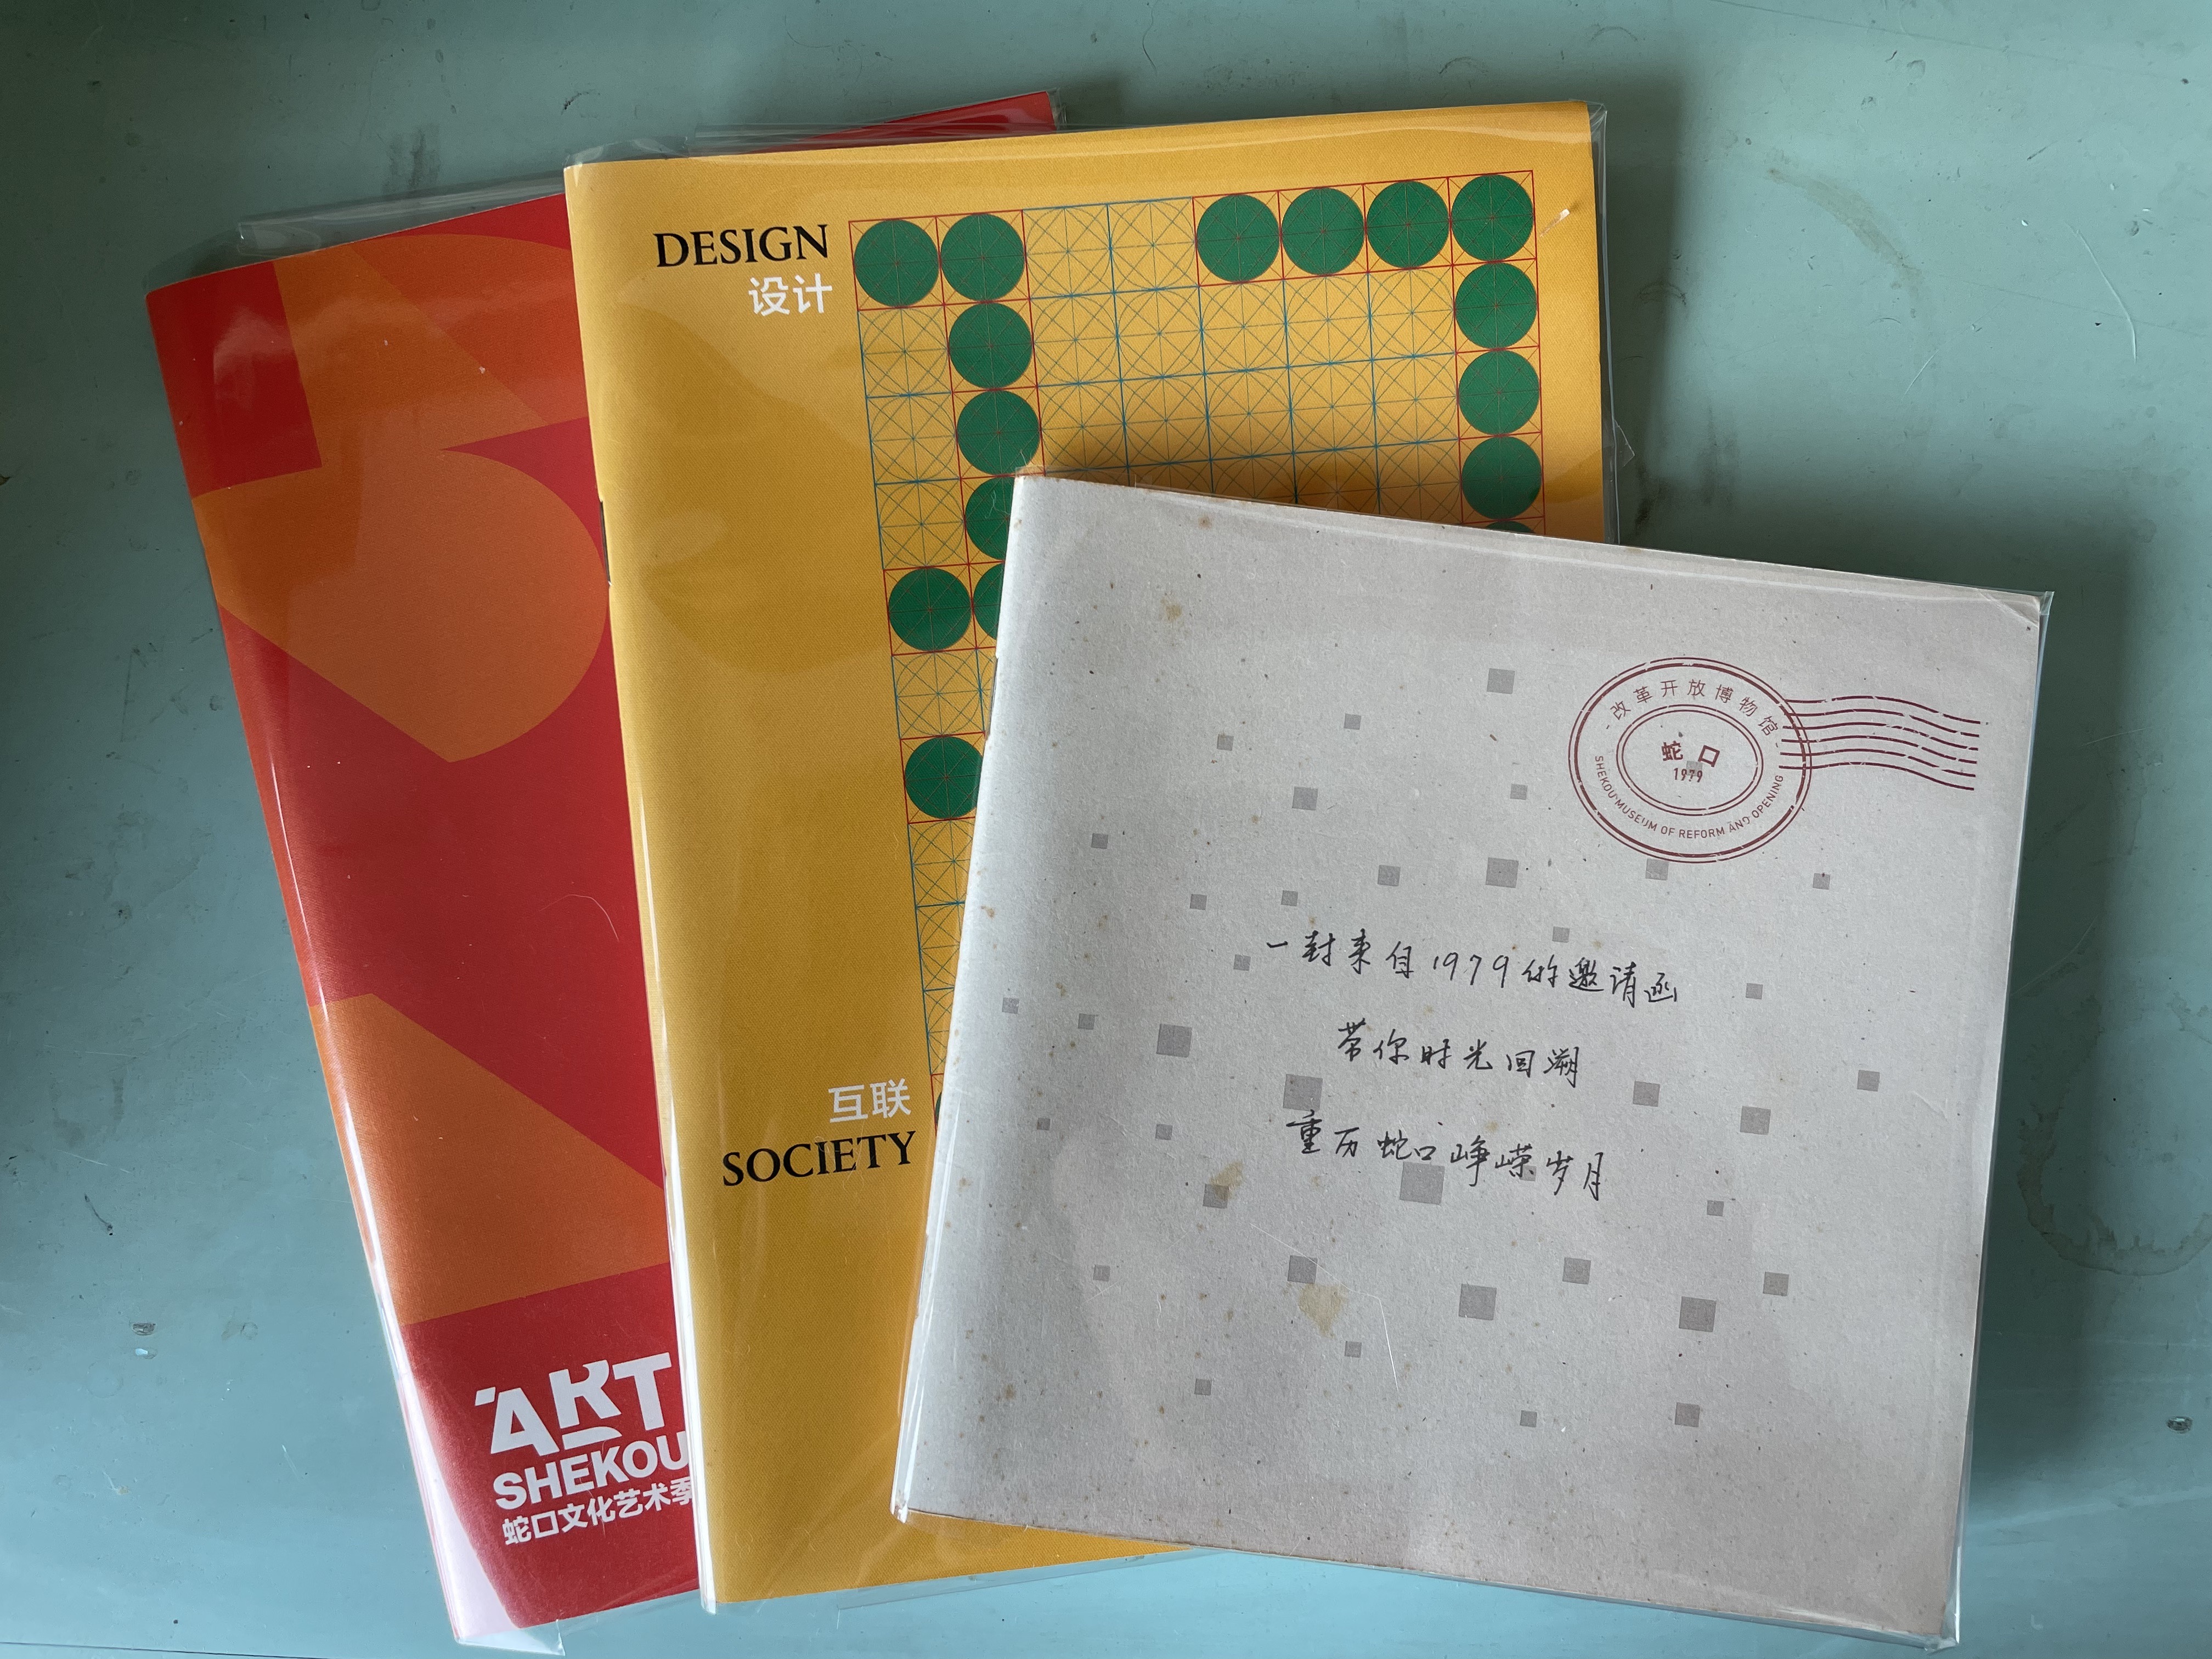 DESIGN
设计
互联
SOCIETY
ART
SHEKOU
蛇口文化艺术季
改革开放博物馆
蛇口
1979
SHEKOU MUSEUM OF REFORM AND OPENING
一封来自1979的邀请函
带你时光回溯
重历蛇口峥嵘岁月